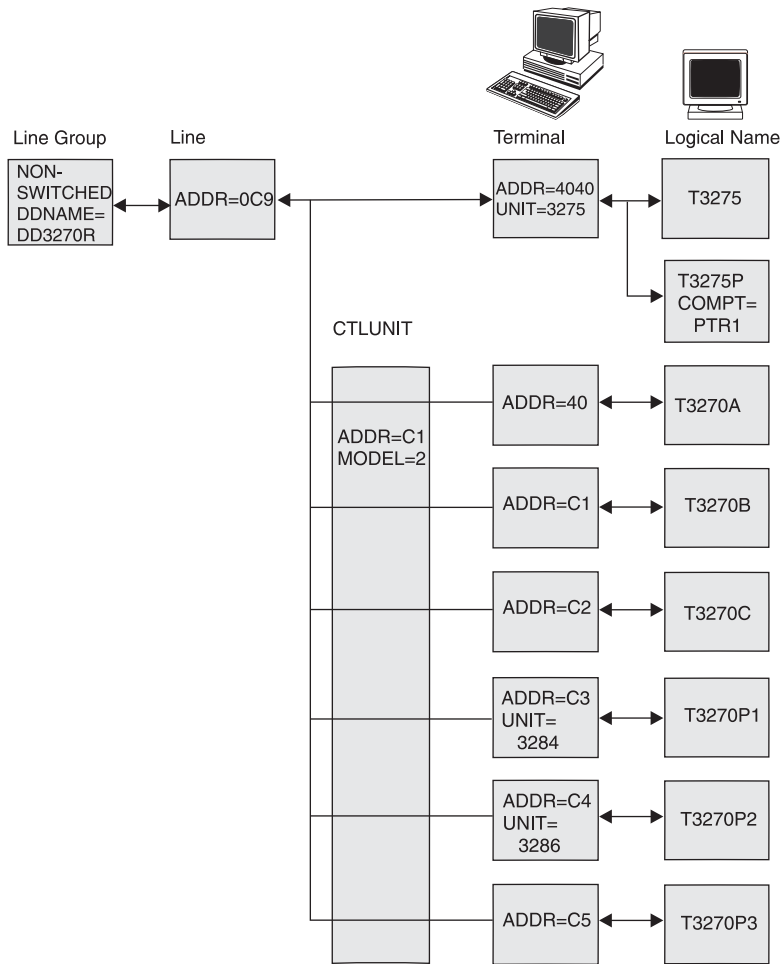 Line Group
Line
Terminal
Logical Name
NON-
SWITCHED
DDNAME=
DD3270R
ADDR=0C9
ADDR=4040
UNIT=3275
T3275
T3275P
COMPT=
PTR1
CTLUNIT
ADDR=C1
MODEL=2
ADDR=40
T3270A
ADDR=C1
T3270B
ADDR=C2
T3270C
ADDR=C3
UNIT=
3284
T3270P1
ADDR=C4
UNIT=
3286
T3270P2
ADDR=C5
T3270P3